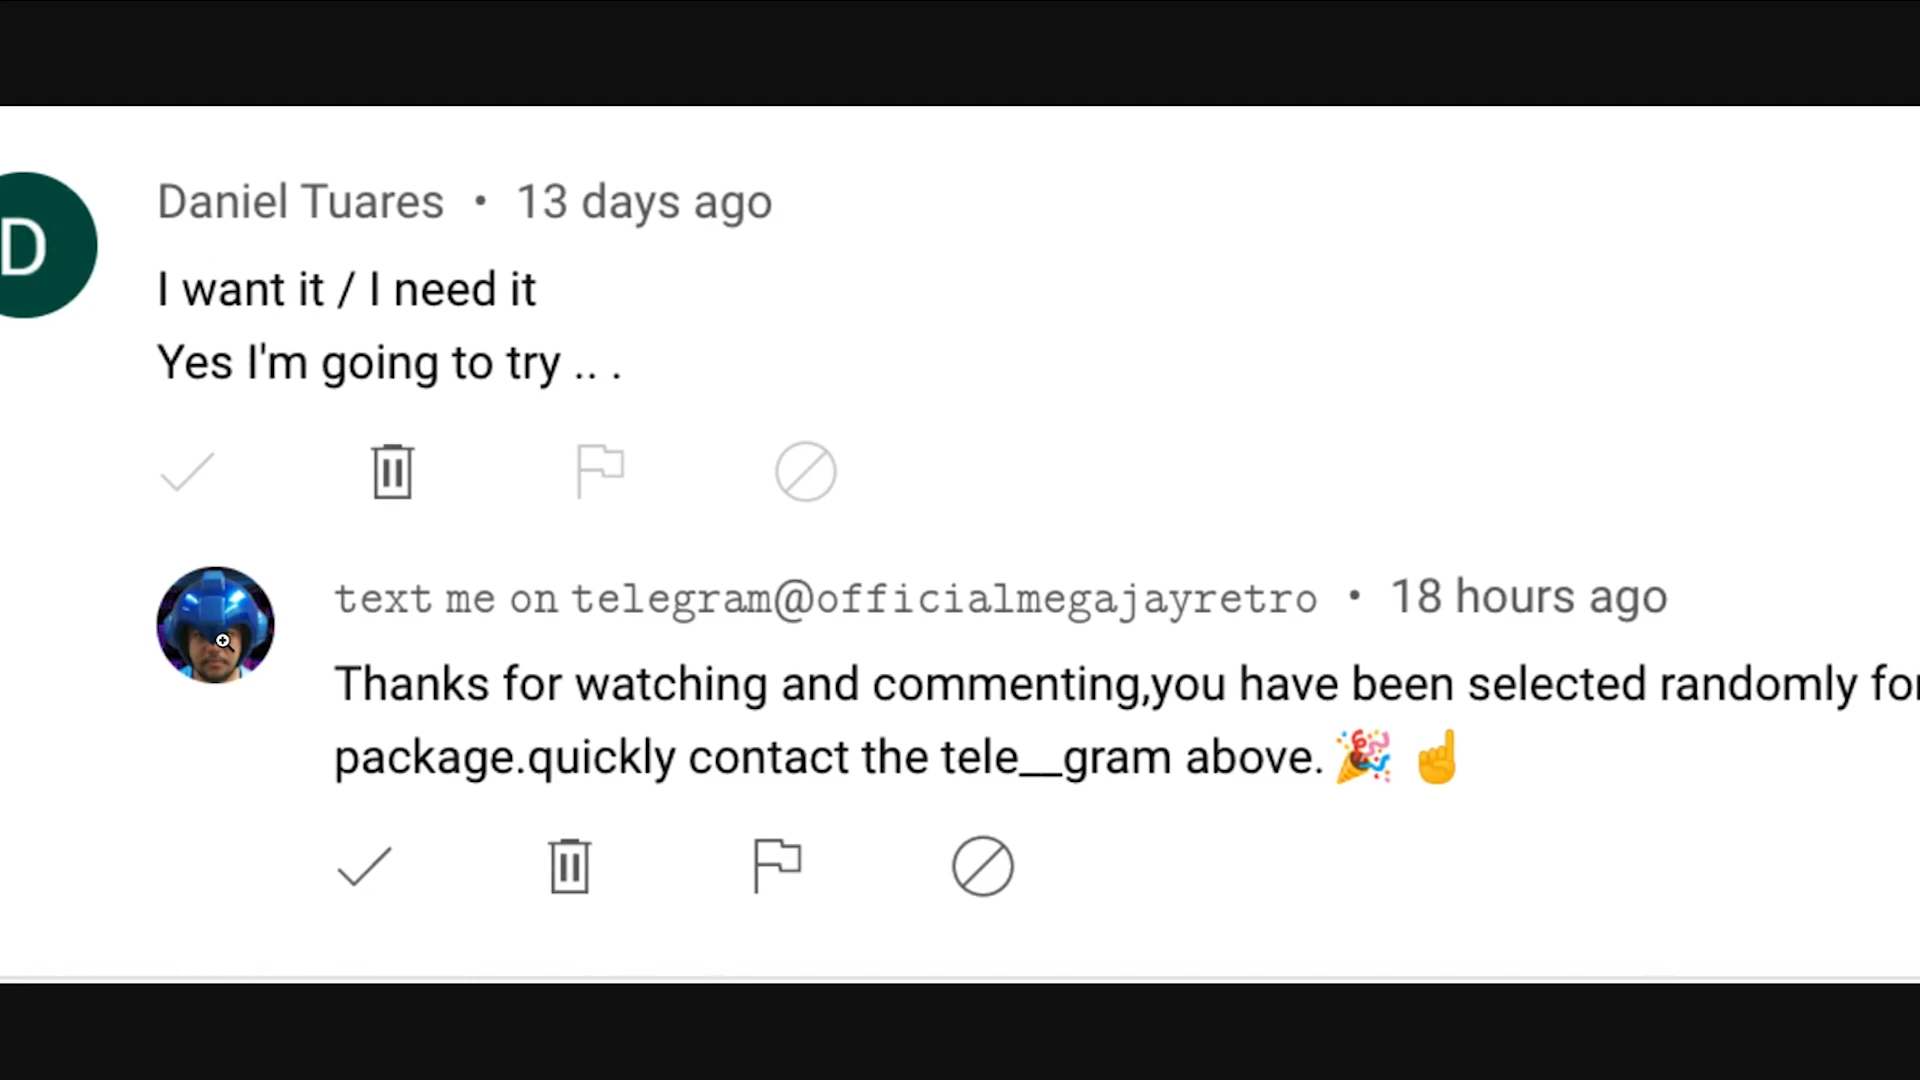 D
Daniel Tuares • 13 days ago
I want it / I need it
Yes I'm going to try .. .
text me on telegram@officialmegajayretro • 18 hours ago
Thanks for watching and commenting,you have been selected randomly for
package.quickly contact the tele__gram above. 🎉 ☝